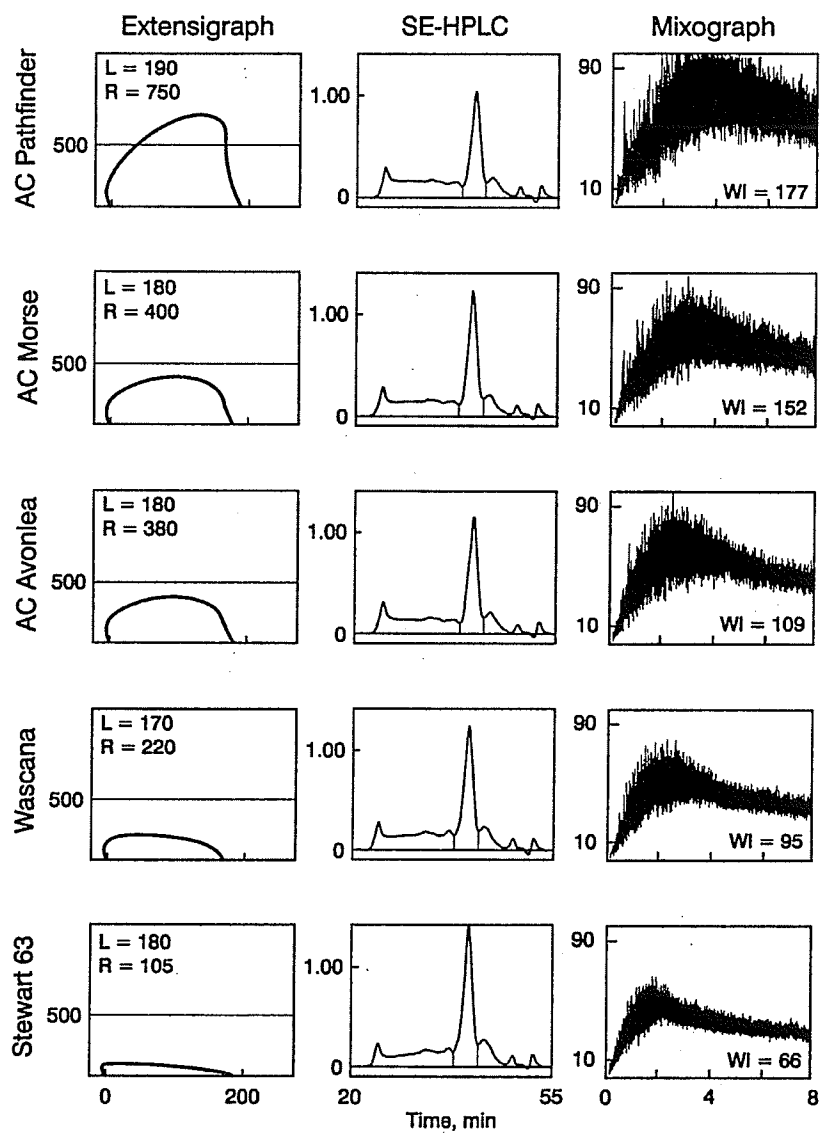 Extensigraph SE-HPLC Mixograph
AC Pathfinder
L = 190
R = 750
500
1.00
0
90
10
WI = 177
AC Morse
L = 180
R = 400
500
1.00
0
90
10
WI = 152
AC Avonlea
L = 180
R = 380
500
1.00
0
90
10
WI = 109
Wascana
L = 170
R = 220
500
1.00
0
90
10
WI = 95
Stewart 63
L = 180
R = 105
500
1.00
0
90
10
WI = 66
0 200 20 55 0 4 8
Time, min